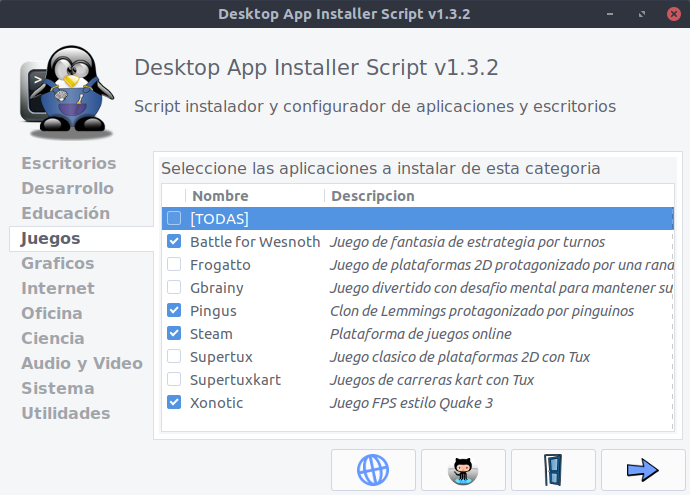 Desktop App Installer Script v1.3.2
Desktop App Installer Script v1.3.2
Script instalador y configurador de aplicaciones y escritorios
Escritorios
Desarrollo
Educación
Juegos
Graficos
Internet
Oficina
Ciencia
Audio y Video
Sistema
Utilidades
Seleccione las aplicaciones a instalar de esta categoria
Nombre Descripcion
[TODAS]
Battle for Wesnoth Juego de fantasia de estrategia por turnos
Frogatto Juego de plataformas 2D protagonizado por una rana
Gbrainy Juego divertido con desafio mental para mantener su
Pingus Clon de Lemmings protagonizado por pinguinos
Steam Plataforma de juegos online
Supertux Juego clasico de plataformas 2D con Tux
Supertuxkart Juegos de carreras kart con Tux
Xonotic Juego FPS estilo Quake 3